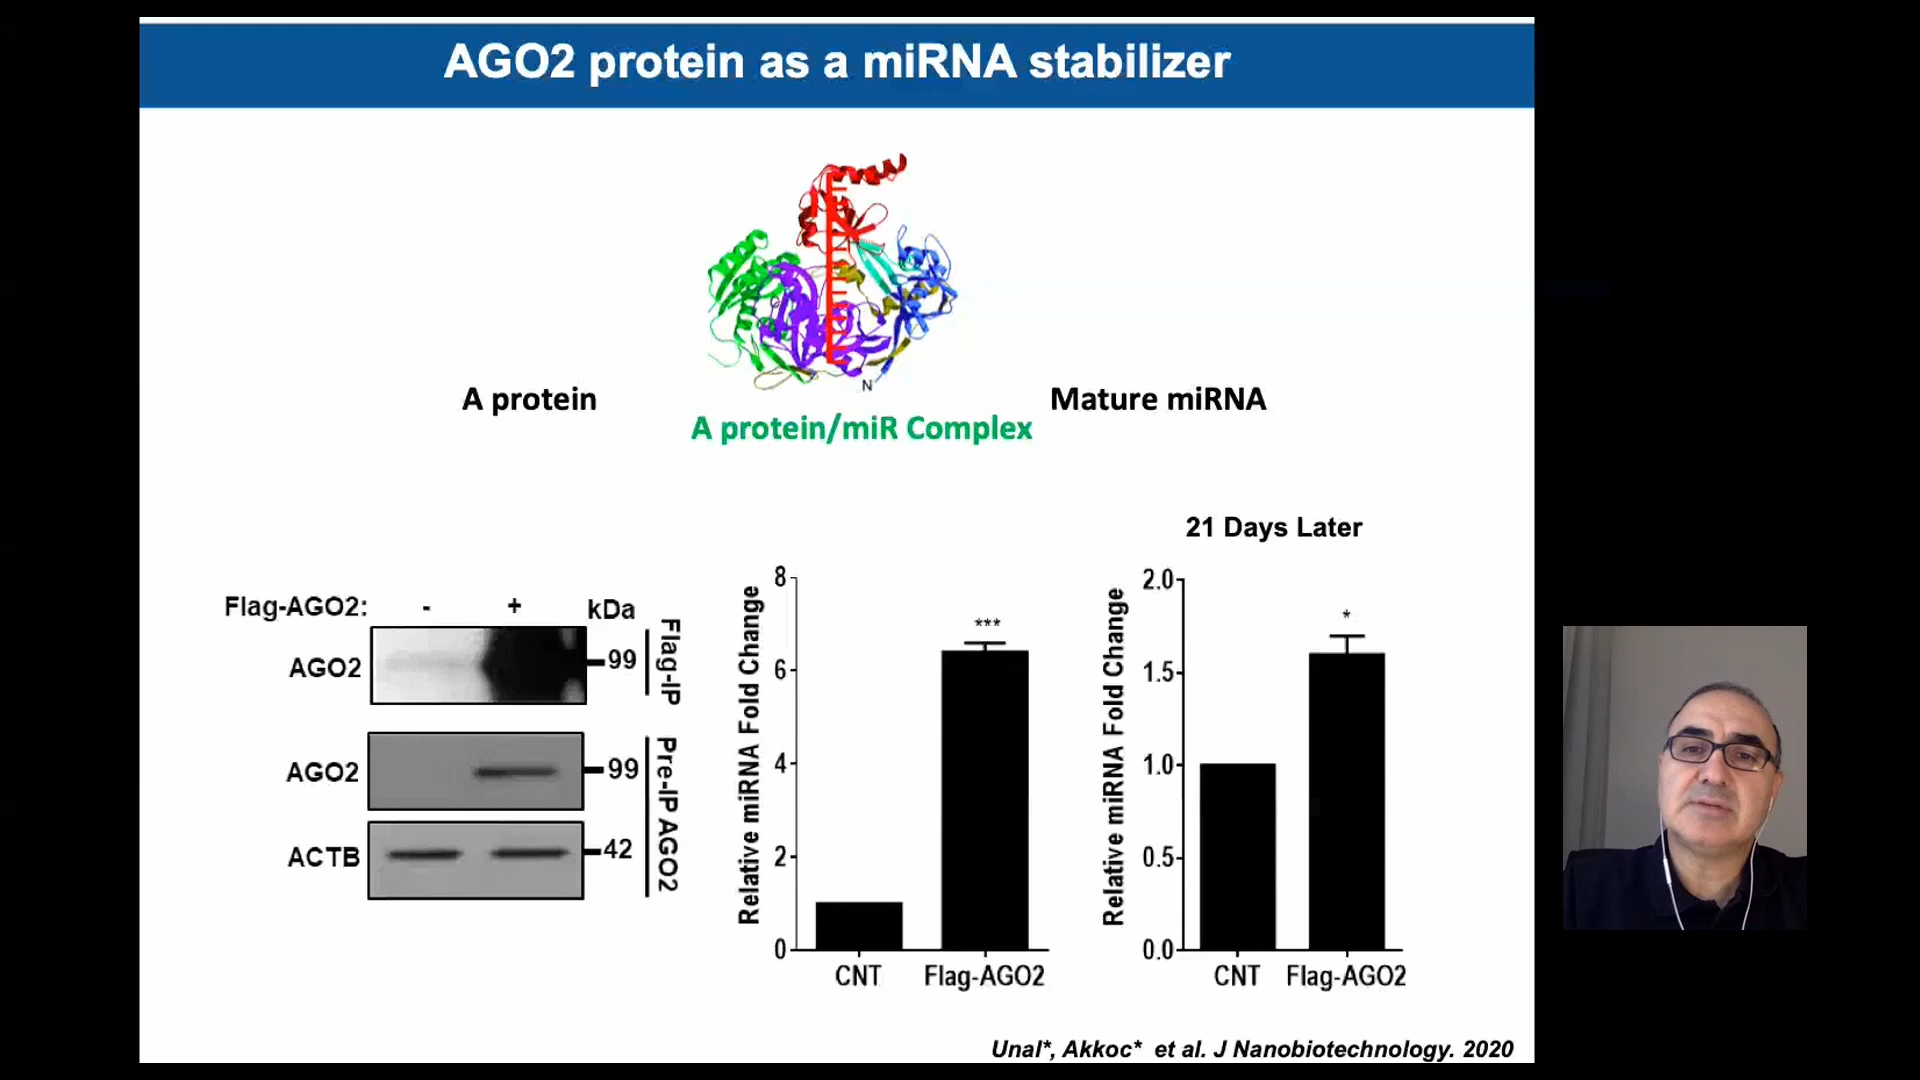 AGO2 protein as a miRNA stabilizer
N
A protein
Mature miRNA
A protein/miR Complex
Flag-AGO2: - + kDa
AGO2
99
Flag-IP
AGO2
99
ACTB
42
Pre-IP AGO2
Relative miRNA Fold Change
8
6
4
2
0
***
CNT
Flag-AGO2
21 Days Later
Relative miRNA Fold Change
2.0
1.5
1.0
0.5
0.0
*
CNT
Flag-AGO2
Unal*, Akkoc* et al. J Nanobiotechnology. 2020